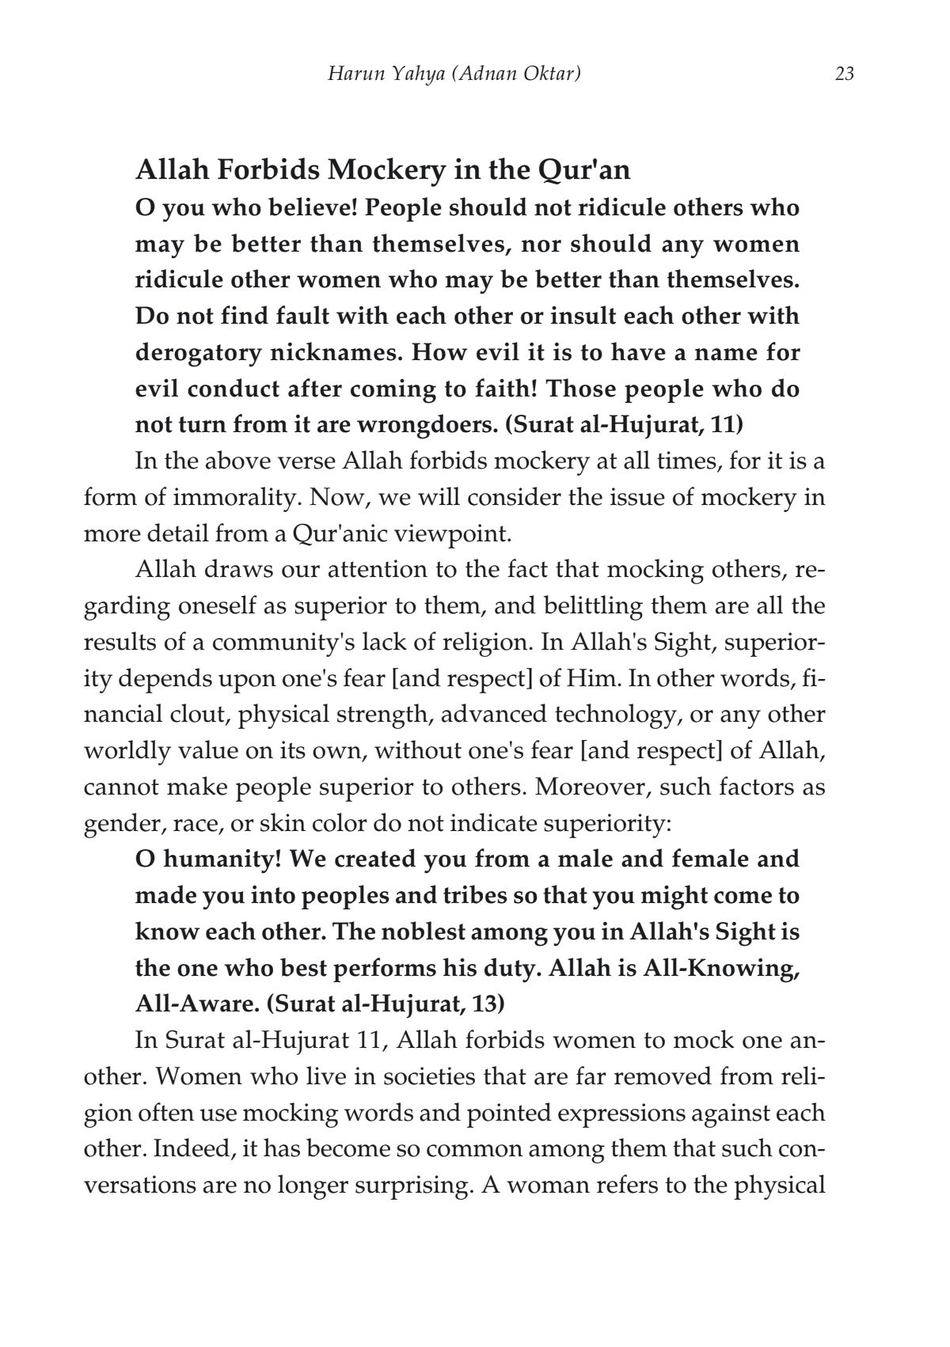 Harun Yahya (Adnan Oktar) 23
Allah Forbids Mockery in the Qur'an
O you who believe! People should not ridicule others who
may be better than themselves, nor should any women
ridicule other women who may be better than themselves.
Do not find fault with each other or insult each other with
derogatory nicknames. How evil it is to have a name for
evil conduct after coming to faith! Those people who do
not turn from it are wrongdoers. (Surat al-Hujurat, 11)
In the above verse Allah forbids mockery at all times, for it is a
form of immorality. Now, we will consider the issue of mockery in
more detail from a Qur'anic viewpoint.
Allah draws our attention to the fact that mocking others, re-
garding oneself as superior to them, and belittling them are all the
results of a community's lack of religion. In Allah's Sight, superior-
ity depends upon one's fear [and respect] of Him. In other words, fi-
nancial clout, physical strength, advanced technology, or any other
worldly value on its own, without one's fear [and respect] of Allah,
cannot make people superior to others. Moreover, such factors as
gender, race, or skin color do not indicate superiority:
O humanity! We created you from a male and female and
made you into peoples and tribes so that you might come to
know each other. The noblest among you in Allah's Sight is
the one who best performs his duty. Allah is All-Knowing,
All-Aware. (Surat al-Hujurat, 13)
In Surat al-Hujurat 11, Allah forbids women to mock one an-
other. Women who live in societies that are far removed from reli-
gion often use mocking words and pointed expressions against each
other. Indeed, it has become so common among them that such con-
versations are no longer surprising. A woman refers to the physical